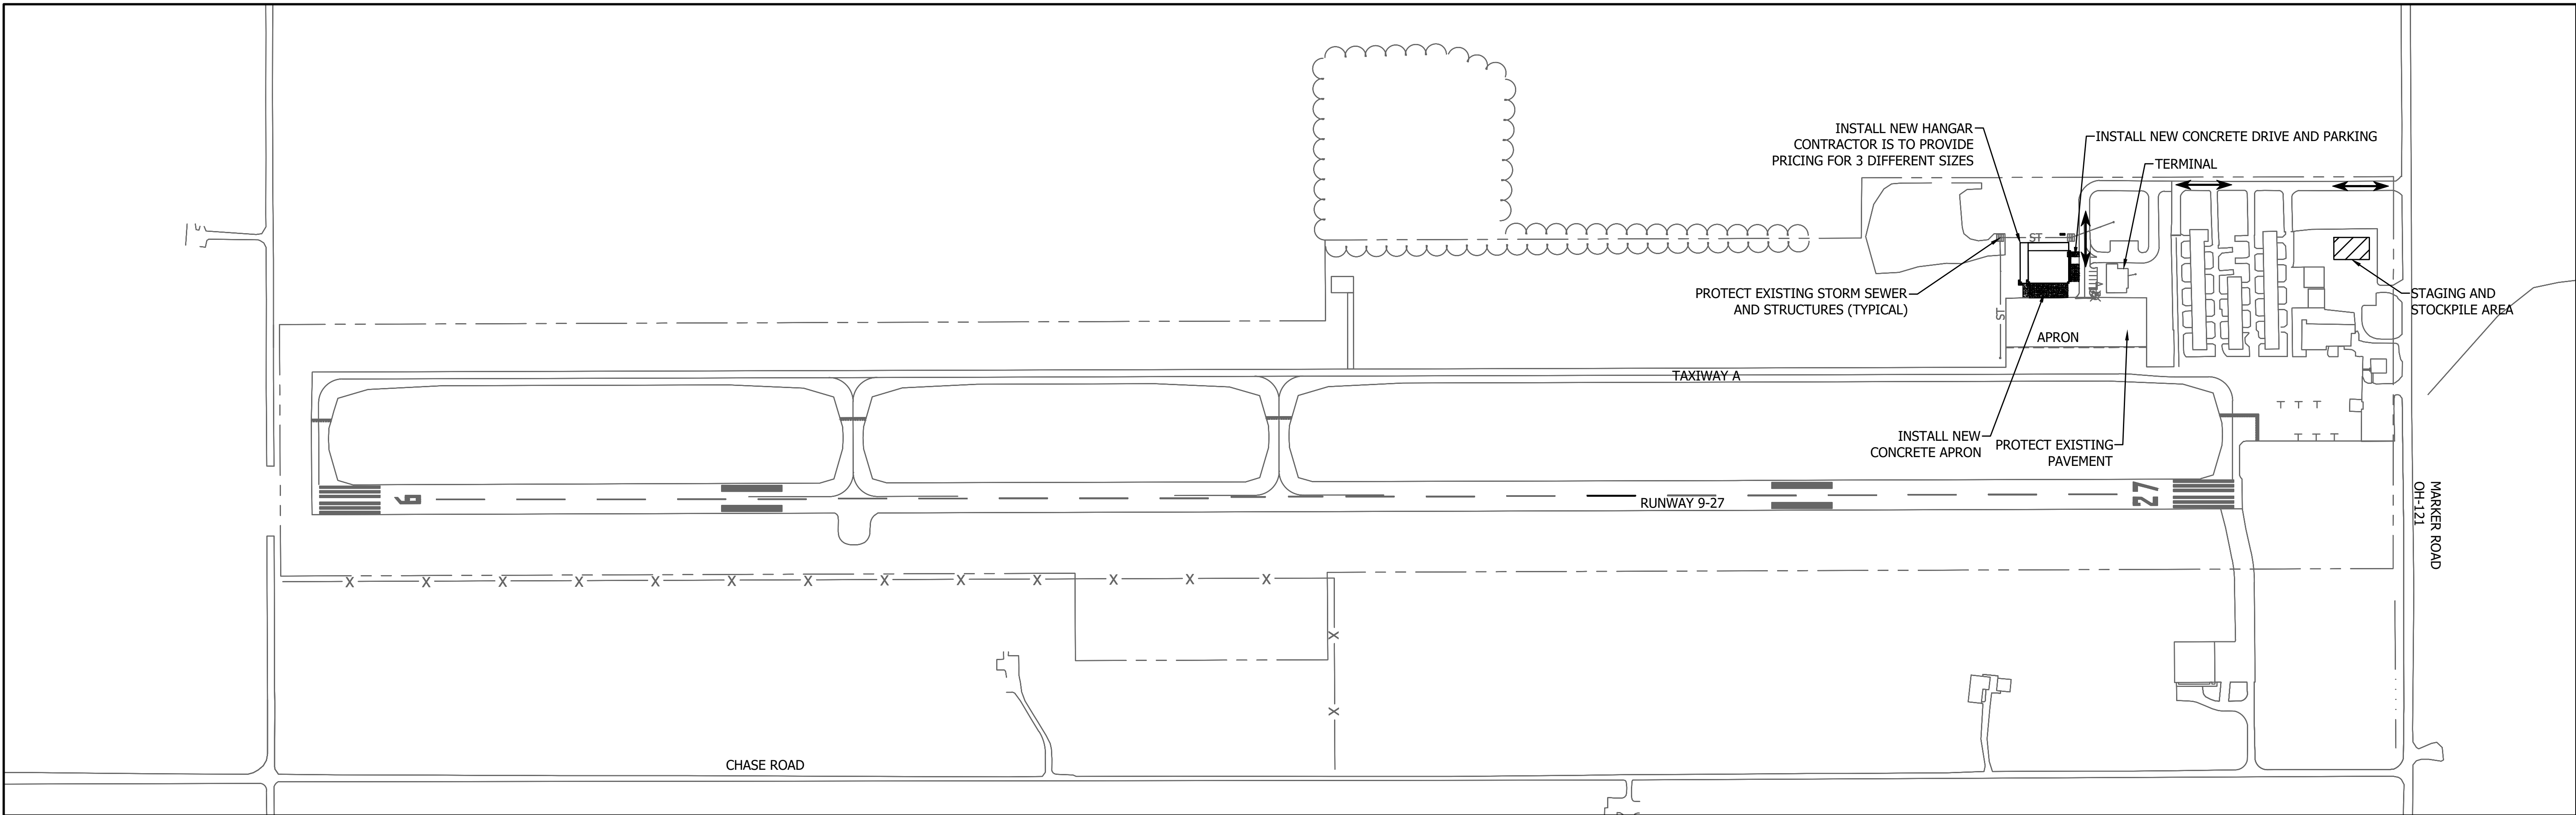 INSTALL NEW HANGAR
CONTRACTOR IS TO PROVIDE
PRICING FOR 3 DIFFERENT SIZES
INSTALL NEW CONCRETE DRIVE AND PARKING
TERMINAL
ST
PROTECT EXISTING STORM SEWER
AND STRUCTURES (TYPICAL)
ST
STAGING AND
STOCKPILE AREA
APRON
TAXIWAY A
INSTALL NEW
CONCRETE APRON
PROTECT EXISTING
PAVEMENT
9
27
RUNWAY 9-27
MARKER ROAD
OH-121
X X X X X X X X X X X X X
X
X
CHASE ROAD